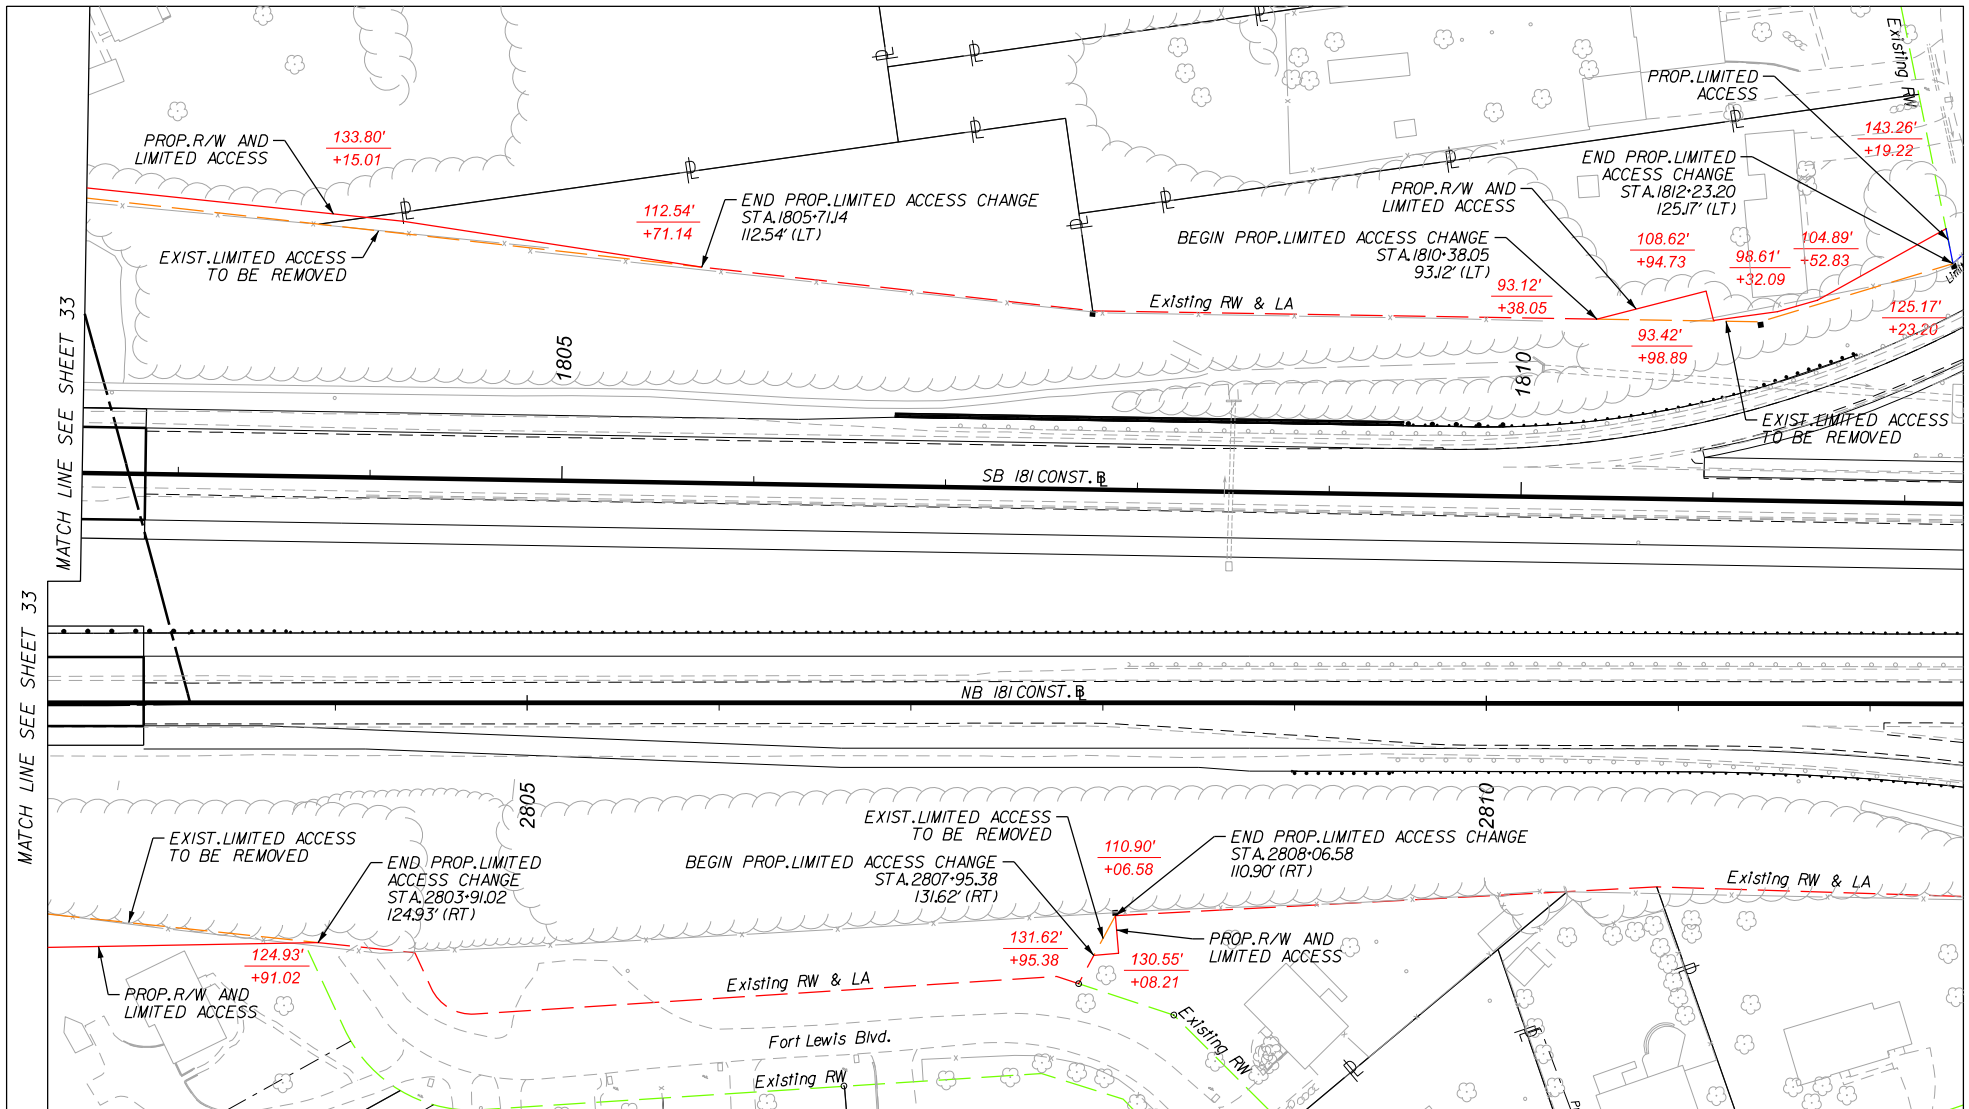 Existing RW
PROP. LIMITED
ACCESS
PROP. R/W AND
LIMITED ACCESS
133.80'
+15.01
143.26'
+19.22
END PROP. LIMITED
ACCESS CHANGE
STA. 1812+23.20
125.17' (LT)
PROP. R/W AND
LIMITED ACCESS
END PROP. LIMITED ACCESS CHANGE
STA. 1805+71.14
112.54' (LT)
112.54'
+71.14
BEGIN PROP. LIMITED ACCESS CHANGE
STA. 1810+38.05
93.12' (LT)
108.62'
+94.73
98.61'
+32.09
104.89'
+52.83
EXIST. LIMITED ACCESS
TO BE REMOVED
93.12'
+38.05
Existing RW & LA
125.17'
+23.20
93.42'
+98.89
1805
1810
EXIST. LIMITED ACCESS
TO BE REMOVED
MATCH LINE SEE SHEET 33
SB I81 CONST. BL
MATCH LINE SEE SHEET 33
NB I81 CONST. BL
2805
2810
EXIST. LIMITED ACCESS
TO BE REMOVED
EXIST. LIMITED ACCESS
TO BE REMOVED
END PROP. LIMITED
ACCESS CHANGE
STA. 2803+91.02
124.93' (RT)
BEGIN PROP. LIMITED ACCESS CHANGE
STA. 2807+95.38
131.62' (RT)
110.90'
+06.58
END PROP. LIMITED ACCESS CHANGE
STA. 2808+06.58
110.90' (RT)
Existing RW & LA
124.93'
+91.02
131.62'
+95.38
130.55'
+08.21
PROP. R/W AND
LIMITED ACCESS
PROP. R/W AND
LIMITED ACCESS
Existing RW & LA
Existing RW
Fort Lewis Blvd.
Existing RW